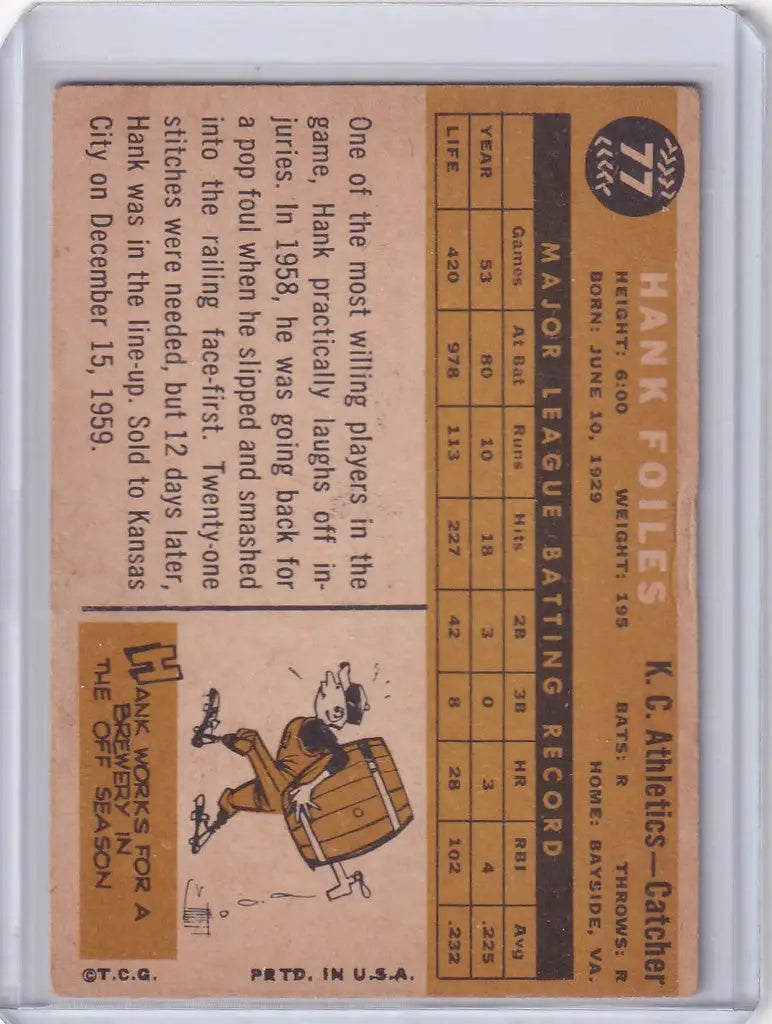 77
HANK FOILES K. C. Athletics—Catcher
HEIGHT: 6:00 WEIGHT: 195 BATS: R THROWS: R
BORN: JUNE 10, 1929 HOME: BAYSIDE, VA.
MAJOR LEAGUE BATTING RECORD
Games At Bat Runs Hits 2B 3B HR RBI Avg
YEAR 53 80 10 18 3 0 3 4 .225
LIFE 420 978 113 227 42 8 28 102 .232
One of the most willing players in the
game, Hank practically laughs off in-
juries. In 1958, he was going back for
a pop foul when he slipped and smashed
into the railing face-first. Twenty-one
stitches were needed, but 12 days later,
Hank was in the line-up. Sold to Kansas
City on December 15, 1959.
HANK WORKS FOR A
BREWERY IN
THE OFF SEASON
©T.C.G. PRTD. IN U.S.A.